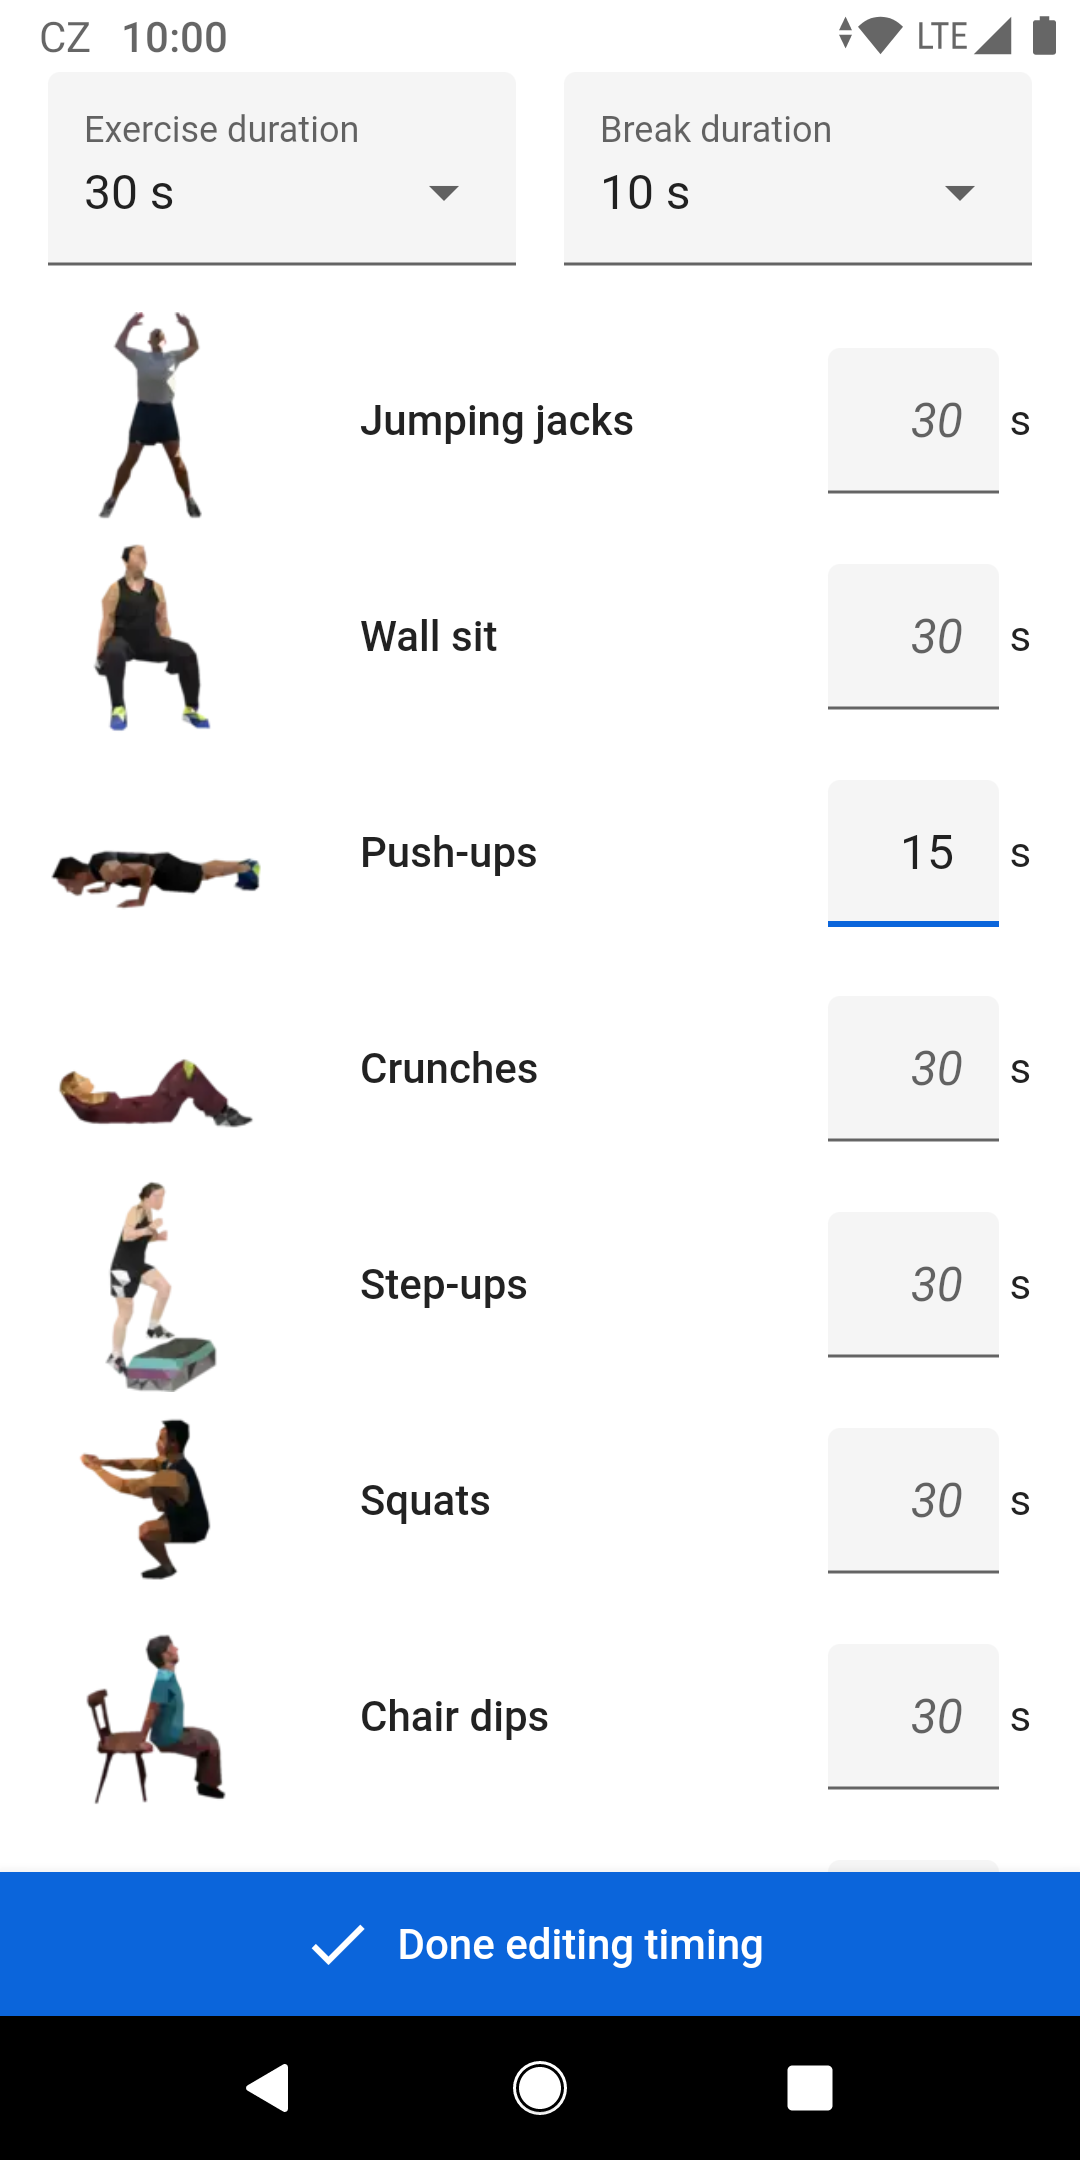 CZ 10:00 LTE
Exercise duration
30 s
Break duration
10 s
Jumping jacks 30 s
Wall sit 30 s
Push-ups 15 s
Crunches 30 s
Step-ups 30 s
Squats 30 s
Chair dips 30 s
Done editing timing